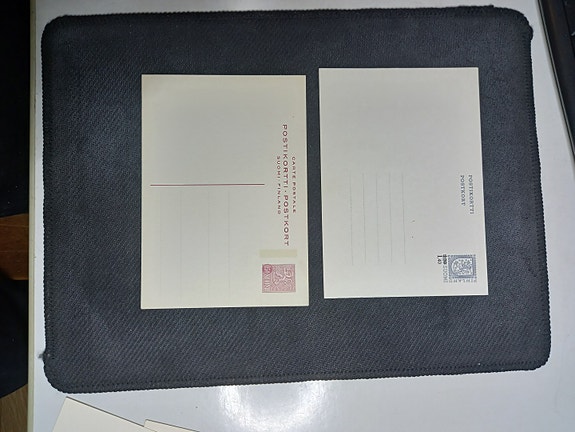 CARTE POSTALE
POSTIKORTTI - POSTKORT
SUOMI - FINLAND
POSTIKORTTI
POSTKORT
SUOMI
FINLAND